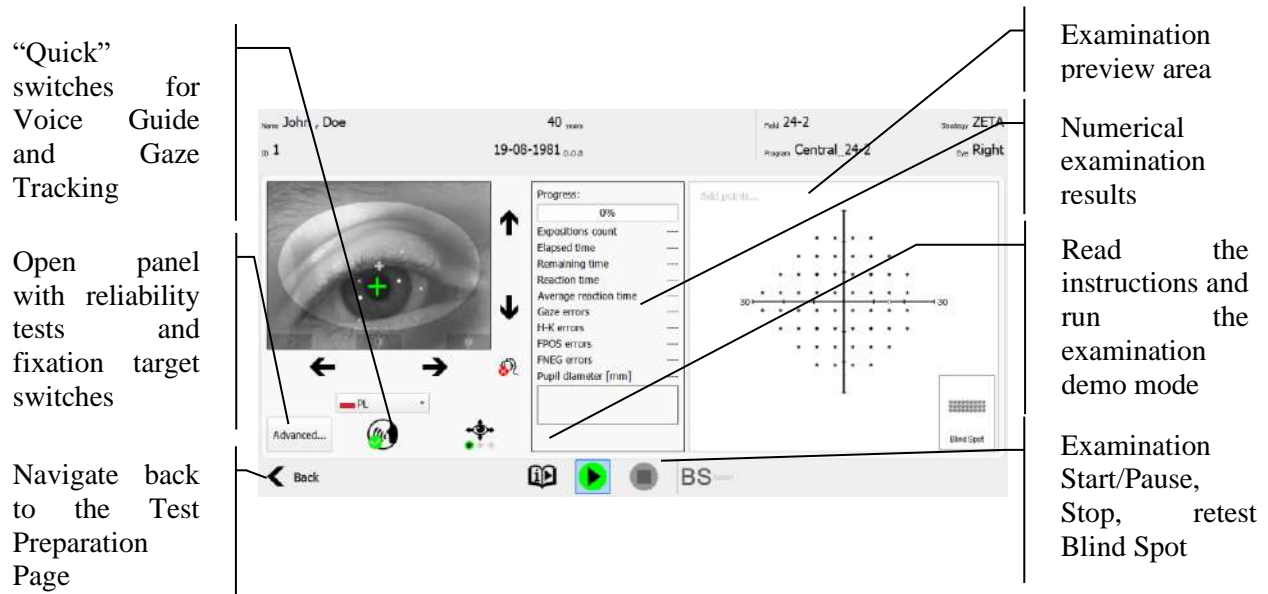 “Quick”
switches for
Voice Guide
and Gaze
Tracking
Open panel
with reliability
tests and
fixation target
switches
Navigate back
to the Test
Preparation
Page
Name John , Doe
40 years
Field 24-2
Strategy ZETA
ID 1
19-08-1981 D.O.B
Program Central_24-2
Eye Right
PL
Advanced...
Back
Progress:
0%
Expositions count ---
Elapsed time ---
Remaining time ---
Reaction time ---
Average reaction time ---
Gaze errors ---
H-K errors ---
FPOS errors ---
FNEG errors ---
Pupil diameter [mm] ---
Add points...
30 30
Blind Spot
BS
Examination
preview area
Numerical
examination
results
Read the
instructions and
run the
examination
demo mode
Examination
Start/Pause,
Stop, retest
Blind Spot